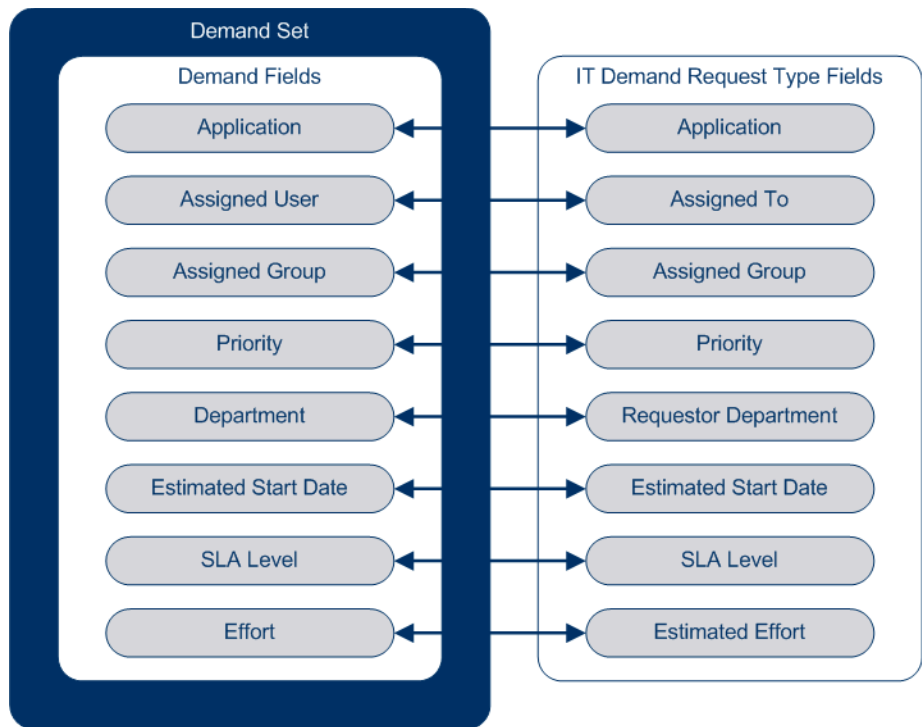 Demand Set
Demand Fields
IT Demand Request Type Fields
Application
Application
Assigned User
Assigned To
Assigned Group
Assigned Group
Priority
Priority
Department
Requestor Department
Estimated Start Date
Estimated Start Date
SLA Level
SLA Level
Effort
Estimated Effort